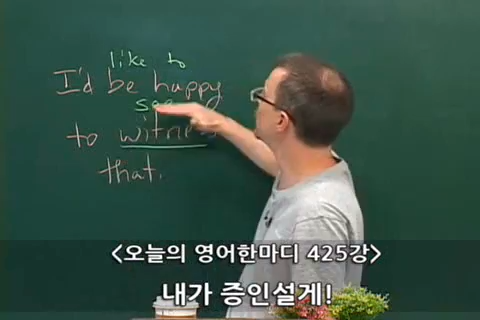 like to
I'd be happy
see
to witness
that.
<오늘의 영어한마디 425강>
내가 증인설게!